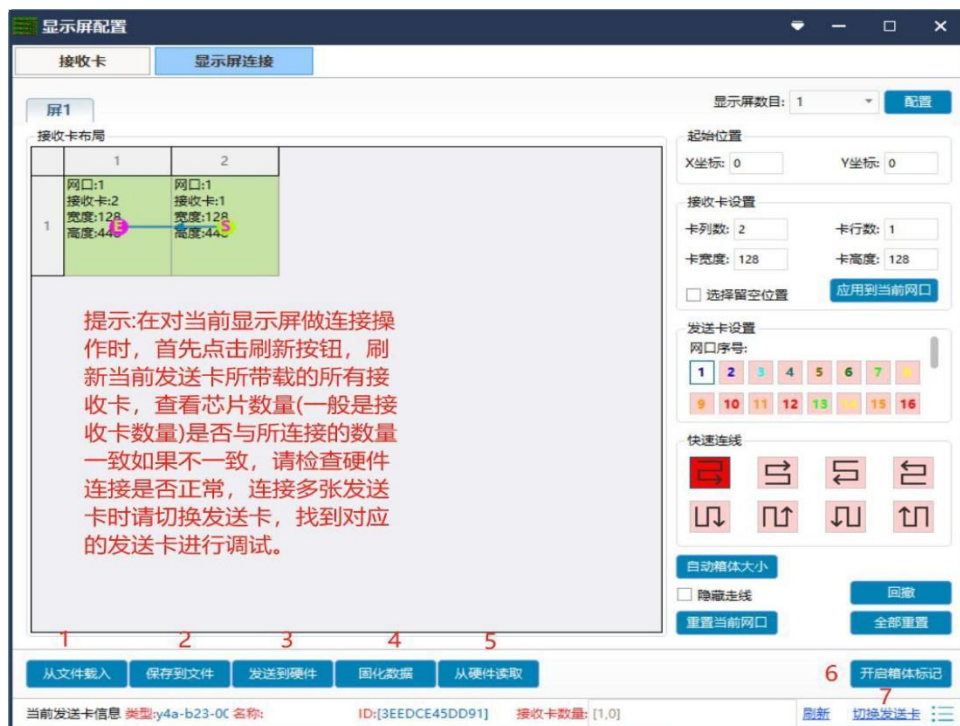 显示屏配置
接收卡
显示屏连接
屏1
显示屏数目: 1
配置
接收卡布局
1
2
1
网口:1
接收卡:2
宽度:128
高度:448
E
网口:1
接收卡:1
宽度:128
高度:448
S
提示:在对当前显示屏做连接操
作时，首先点击刷新按钮，刷
新当前发送卡所带载的所有接
收卡，查看芯片数量(一般是接
收卡数量)是否与所连接的数量
一致如果不一致，请检查硬件
连接是否正常，连接多张发送
卡时请切换发送卡，找到对应
的发送卡进行调试。
起始位置
X坐标: 0
Y坐标: 0
接收卡设置
卡列数: 2
卡行数: 1
卡宽度: 128
卡高度: 128
选择留空位置
应用到当前网口
发送卡设置
网口序号:
1 2 3 4 5 6 7 8
9 10 11 12 13 14 15 16
快速连线
自动箱体大小
隐藏走线
回撤
重置当前网口
全部重置
1 2 3 4 5
从文件载入
保存到文件
发送到硬件
固化数据
从硬件读取
6
开启箱体标记
7
当前发送卡信息 类型:y4a-b23-0C 名称: ID:[3EEDCE45DD91] 接收卡数量: [1,0] 刷新 切换发送卡